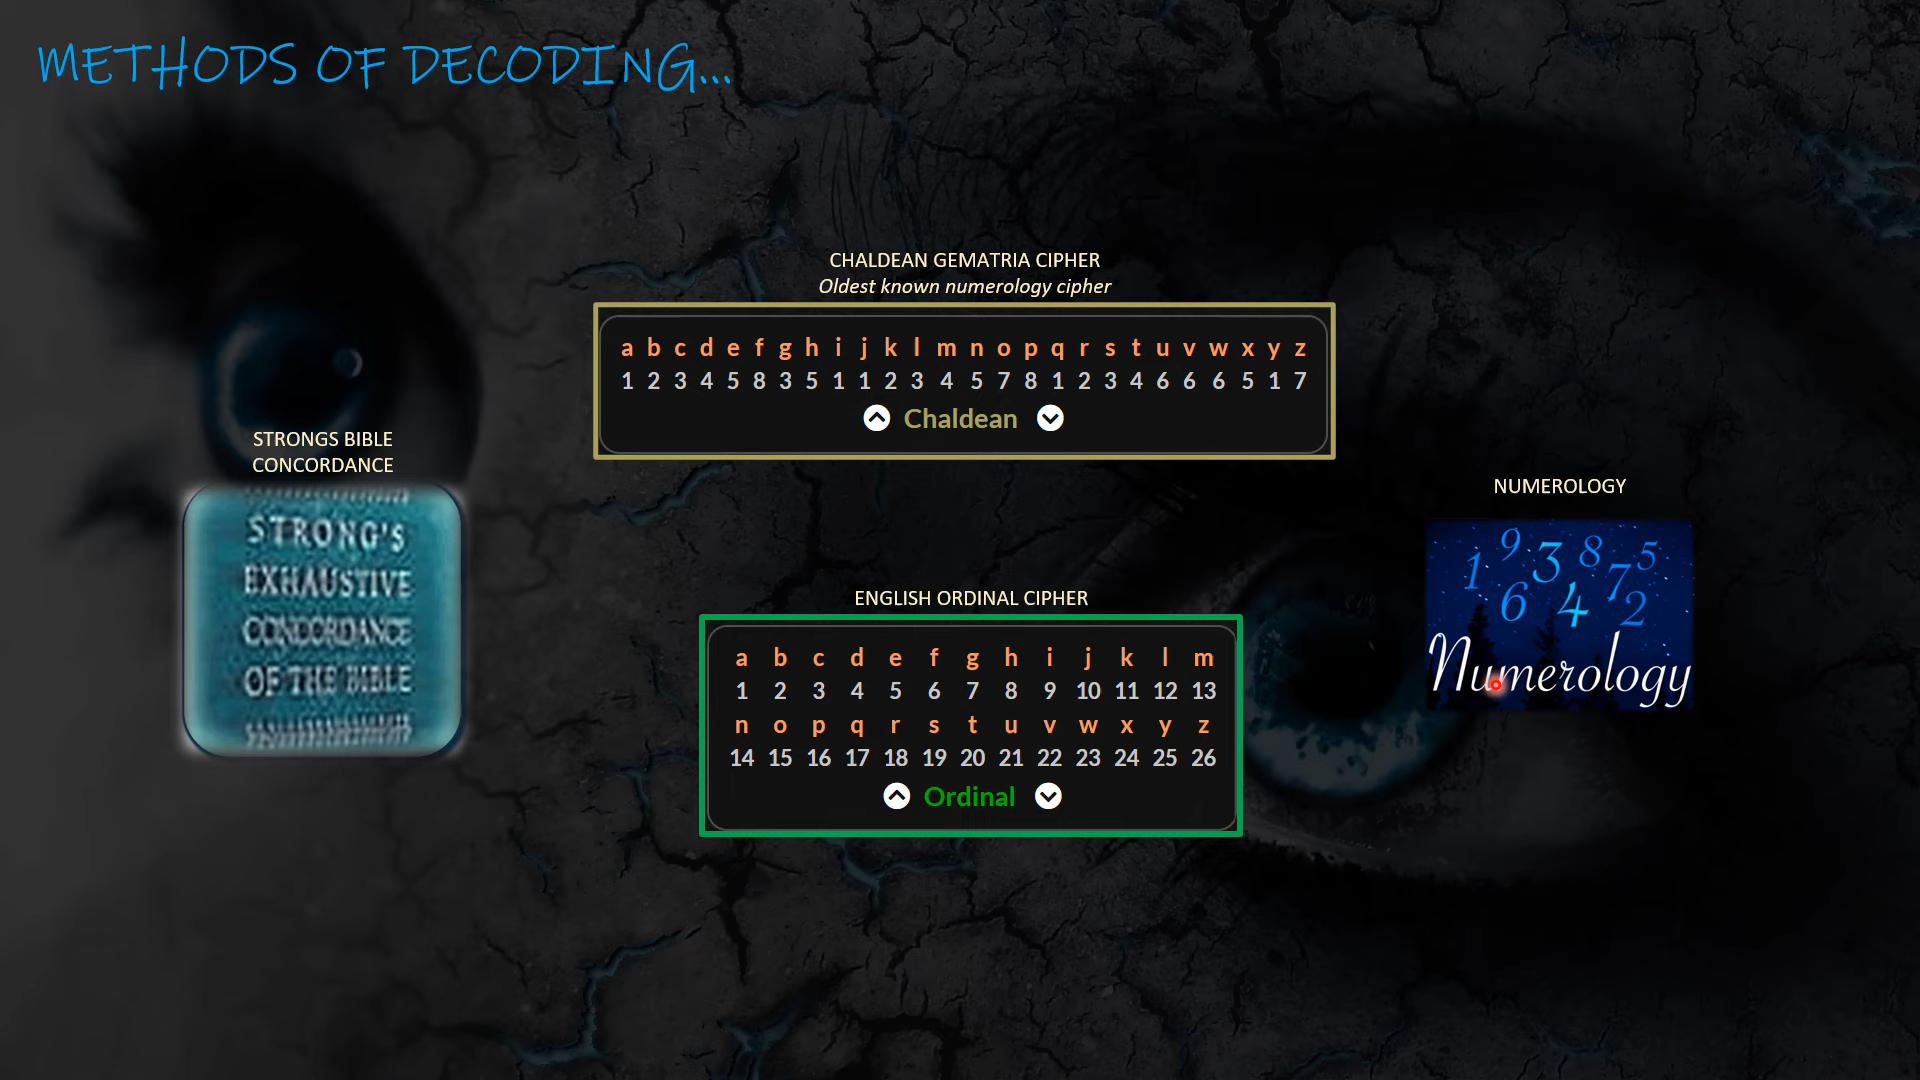 METHODS OF DECODING...
CHALDEAN GEMATRIA CIPHER
Oldest known numerology cipher
a b c d e f g h i j k l m n o p q r s t u v w x y z
1 2 3 4 5 8 3 5 1 1 2 3 4 5 7 8 1 2 3 4 6 6 6 5 1 7
Chaldean
STRONGS BIBLE
CONCORDANCE
STRONG'S
EXHAUSTIVE
CONCORDANCE
OF THE BIBLE
ENGLISH ORDINAL CIPHER
a b c d e f g h i j k l m
1 2 3 4 5 6 7 8 9 10 11 12 13
n o p q r s t u v w x y z
14 15 16 17 18 19 20 21 22 23 24 25 26
Ordinal
NUMEROLOGY
1 9 3 8 5
6 4 7 2
Numerology